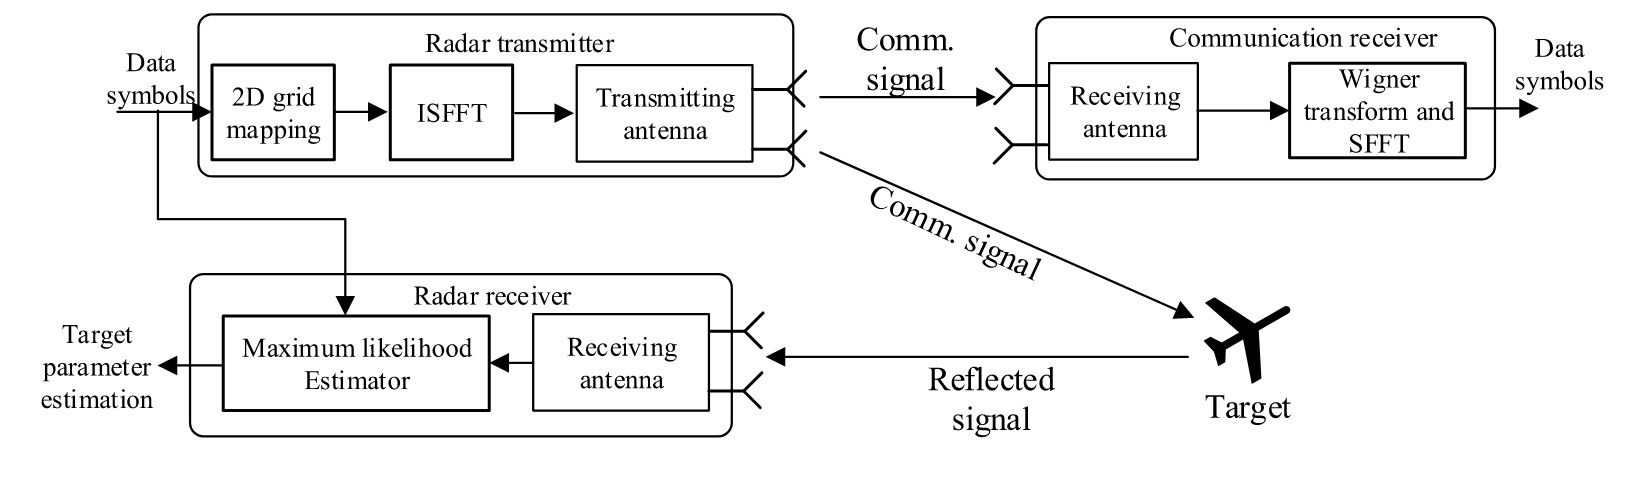 Radar transmitter
Data
symbols
2D grid
mapping
ISFFT
Transmitting
antenna
Comm.
signal
Communication receiver
Receiving
antenna
Wigner
transform and
SFFT
Data
symbols
Comm. signal
Radar receiver
Target
parameter
estimation
Maximum likelihood
Estimator
Receiving
antenna
Reflected
signal
Target